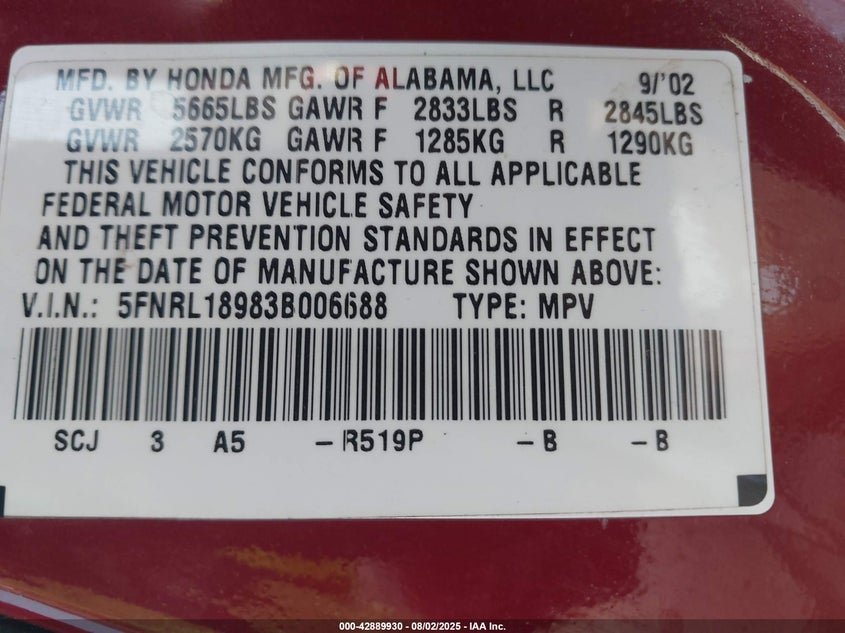 MFD. BY HONDA MFG. OF ALABAMA, LLC 9/'02
GVWR 5665LBS GAWR F 2833LBS R 2845LBS
GVWR 2570KG GAWR F 1285KG R 1290KG
THIS VEHICLE CONFORMS TO ALL APPLICABLE
FEDERAL MOTOR VEHICLE SAFETY
AND THEFT PREVENTION STANDARDS IN EFFECT
ON THE DATE OF MANUFACTURE SHOWN ABOVE:
V.I.N.: 5FNRL18983B006688 TYPE: MPV
SCJ 3 A5 -R519P -B -B
000-42889930 - 08/02/2025 - IAA Inc.